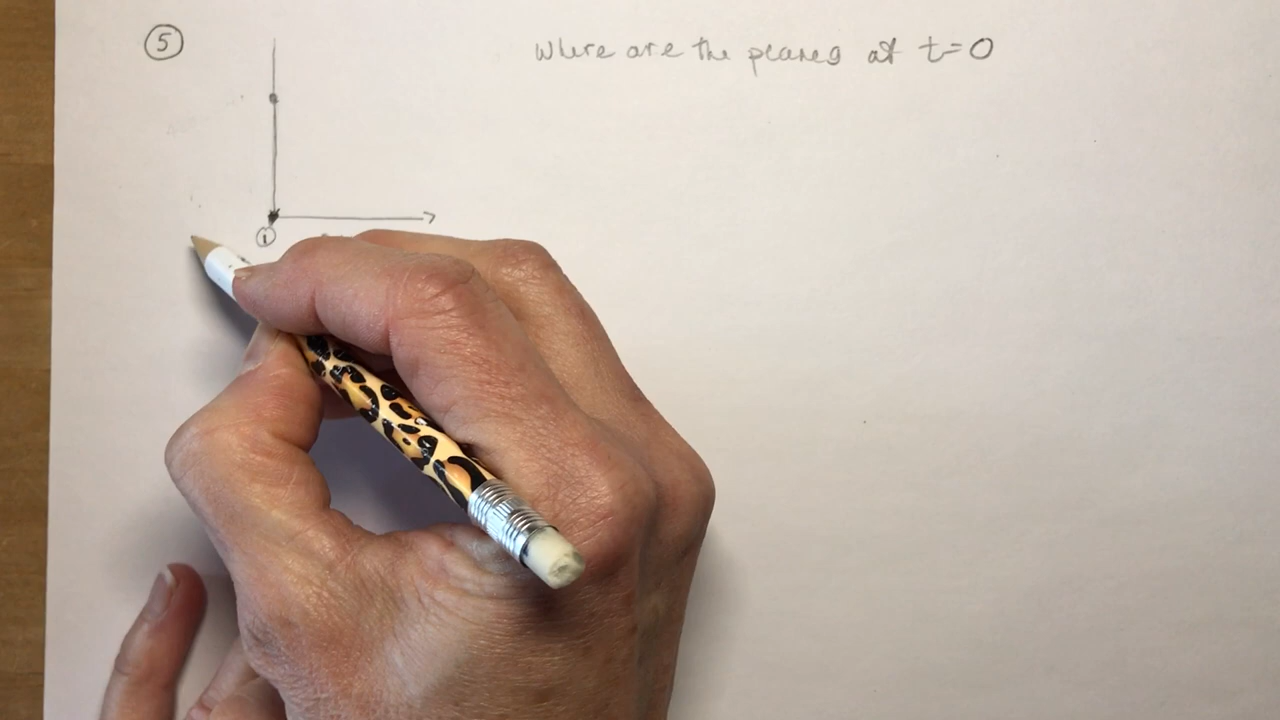 ⑤
Where are the planes at t=0
①